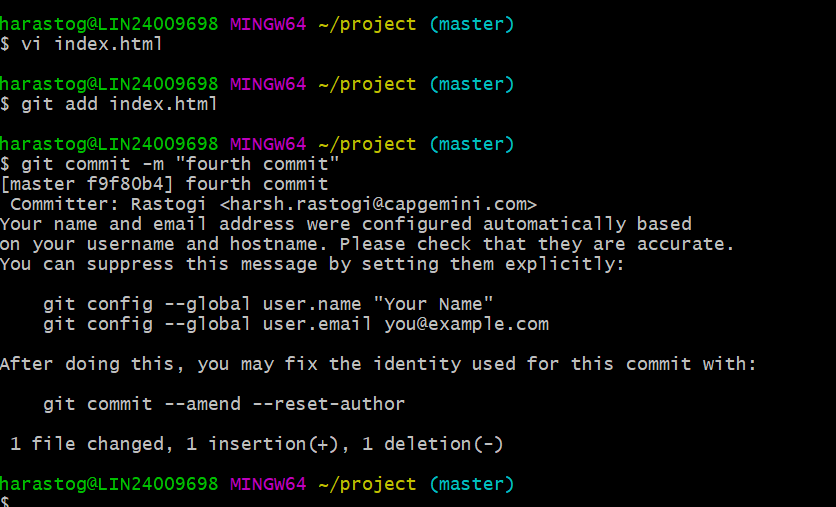 harastog@LIN24009698 MINGW64 ~/project (master)
$ vi index.html

harastog@LIN24009698 MINGW64 ~/project (master)
$ git add index.html

harastog@LIN24009698 MINGW64 ~/project (master)
$ git commit -m "fourth commit"
[master f9f80b4] fourth commit
 Committer: Rastogi <harsh.rastogi@capgemini.com>
Your name and email address were configured automatically based
on your username and hostname. Please check that they are accurate.
You can suppress this message by setting them explicitly:

    git config --global user.name "Your Name"
    git config --global user.email you@example.com

After doing this, you may fix the identity used for this commit with:

    git commit --amend --reset-author

 1 file changed, 1 insertion(+), 1 deletion(-)

harastog@LIN24009698 MINGW64 ~/project (master)
$